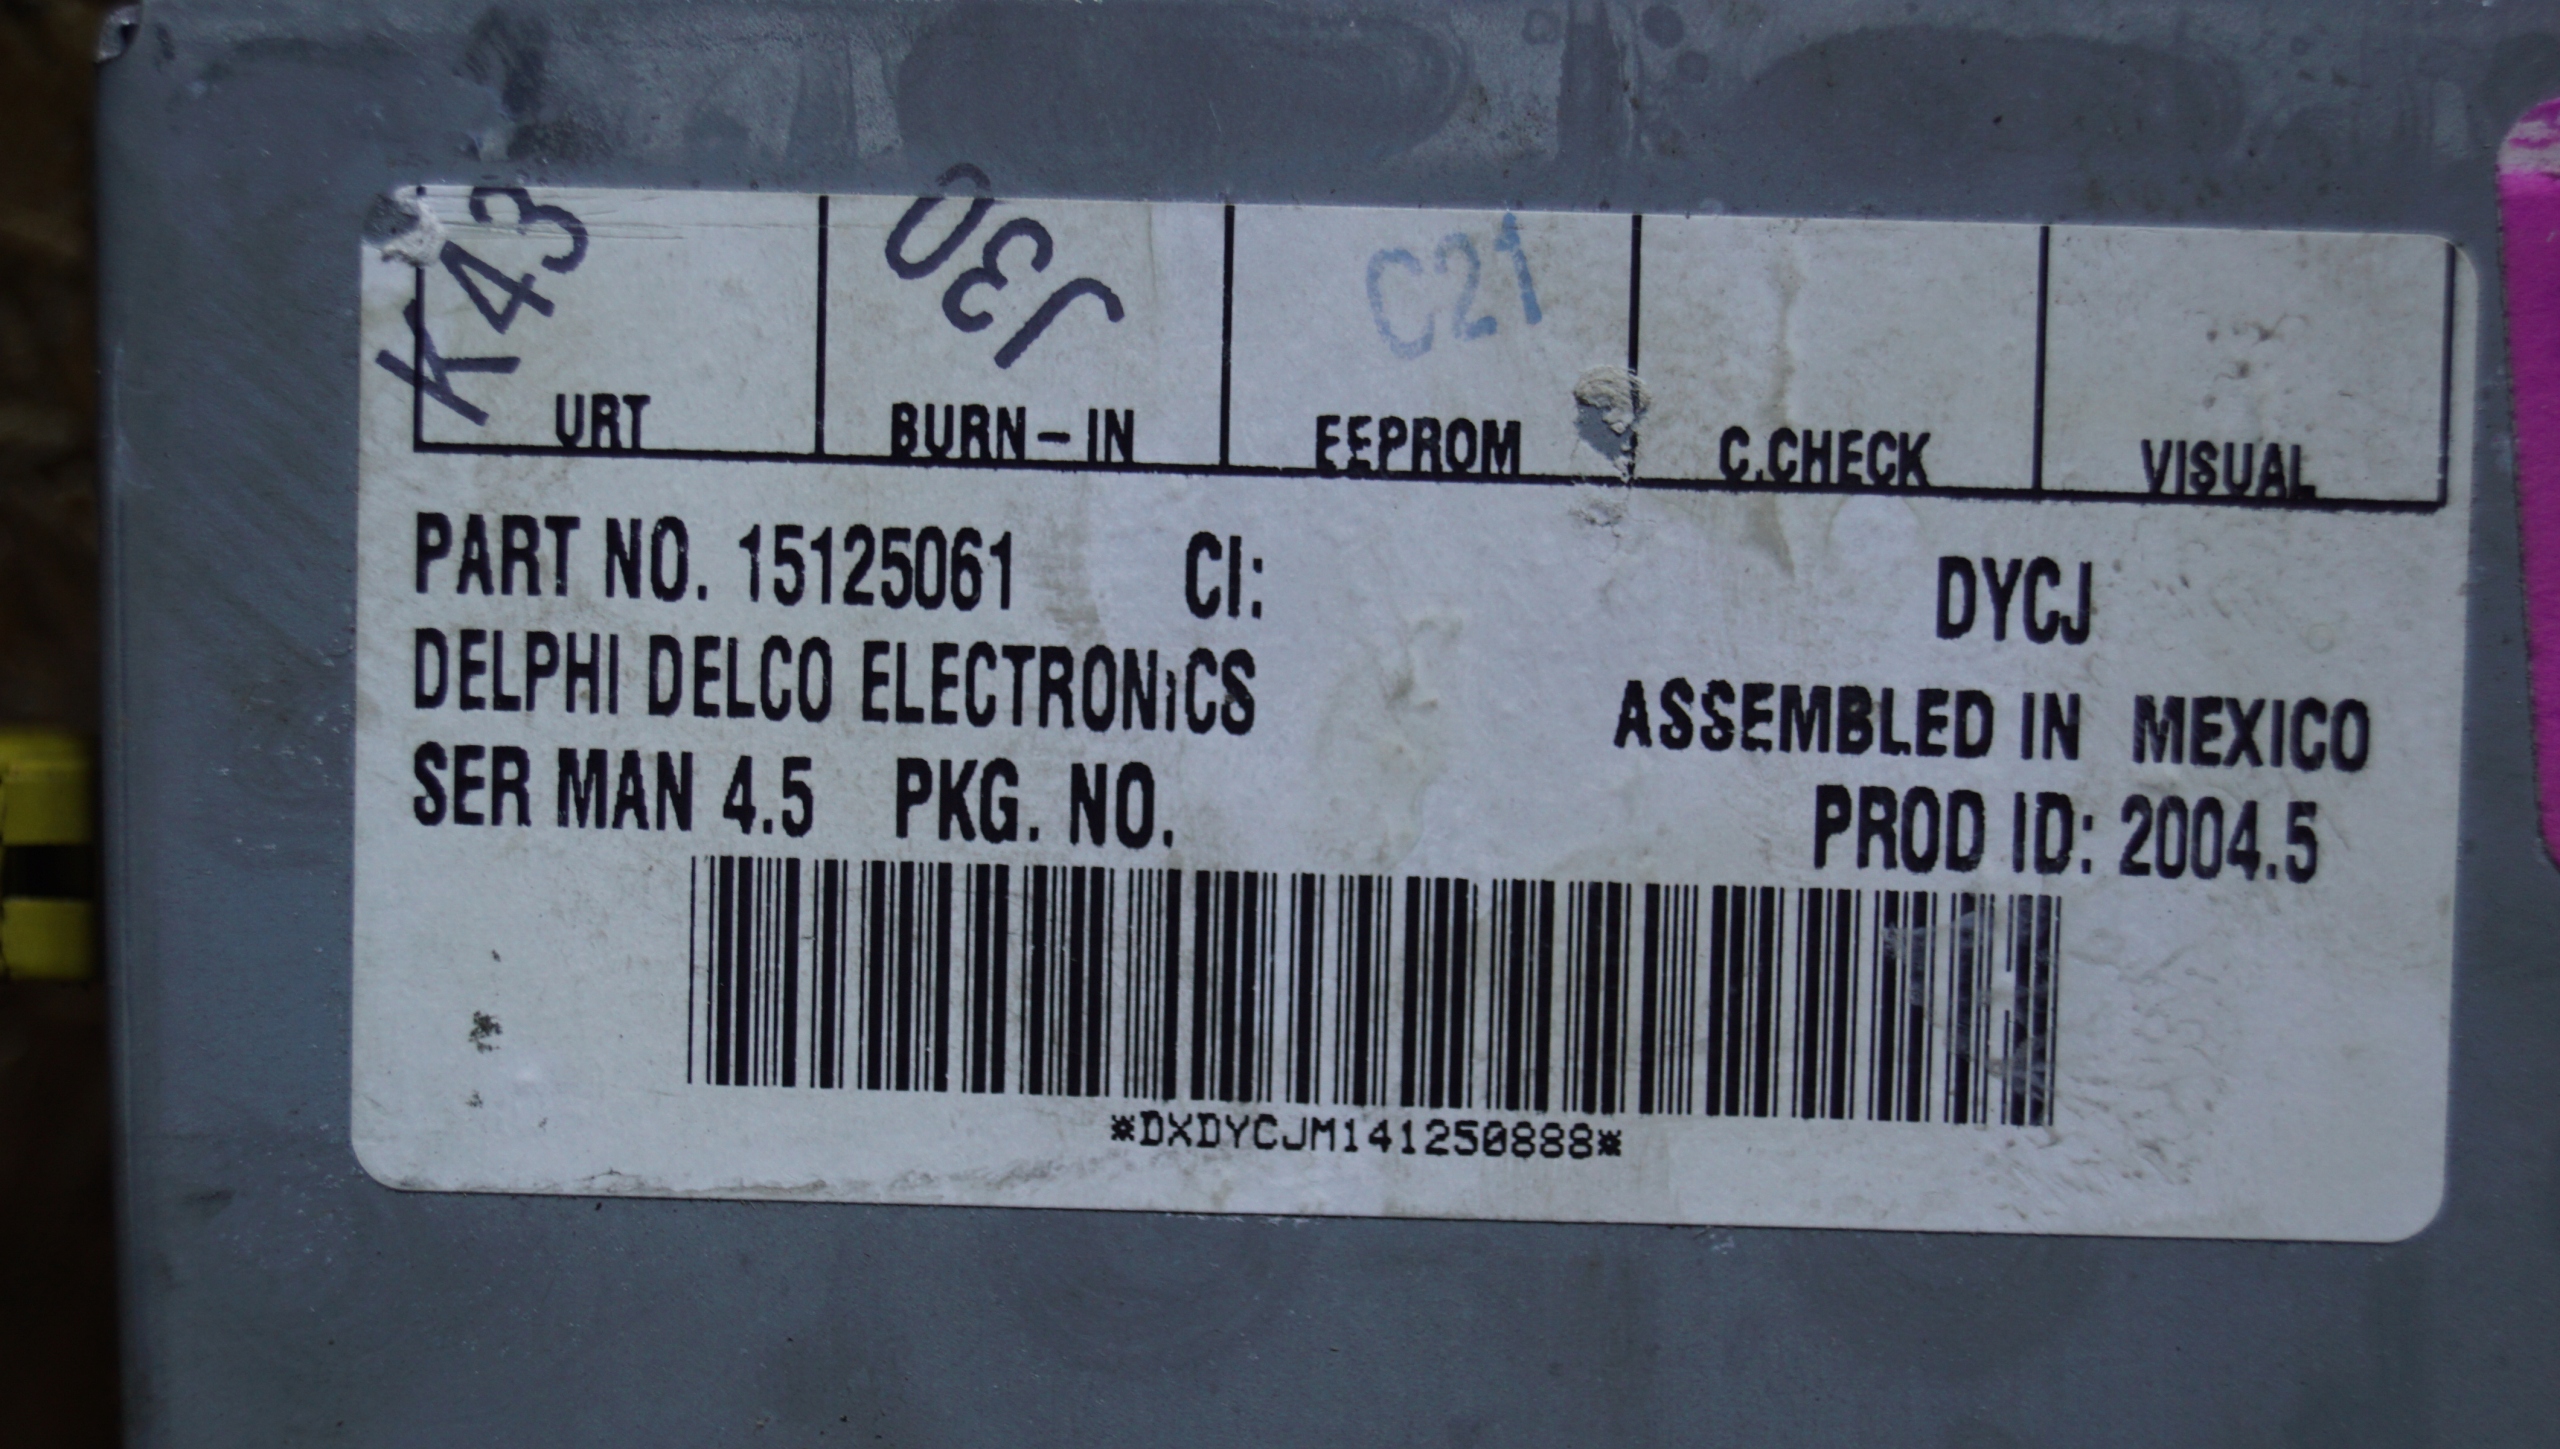 K43
J30
C21
URT BURN-IN EEPROM C.CHECK VISUAL
PART NO. 15125061 CI: DYCJ
DELPHI DELCO ELECTRONiCS ASSEMBLED IN MEXICO
SER MAN 4.5 PKG. NO. PROD ID: 2004.5
*DXDYCJM141250888*